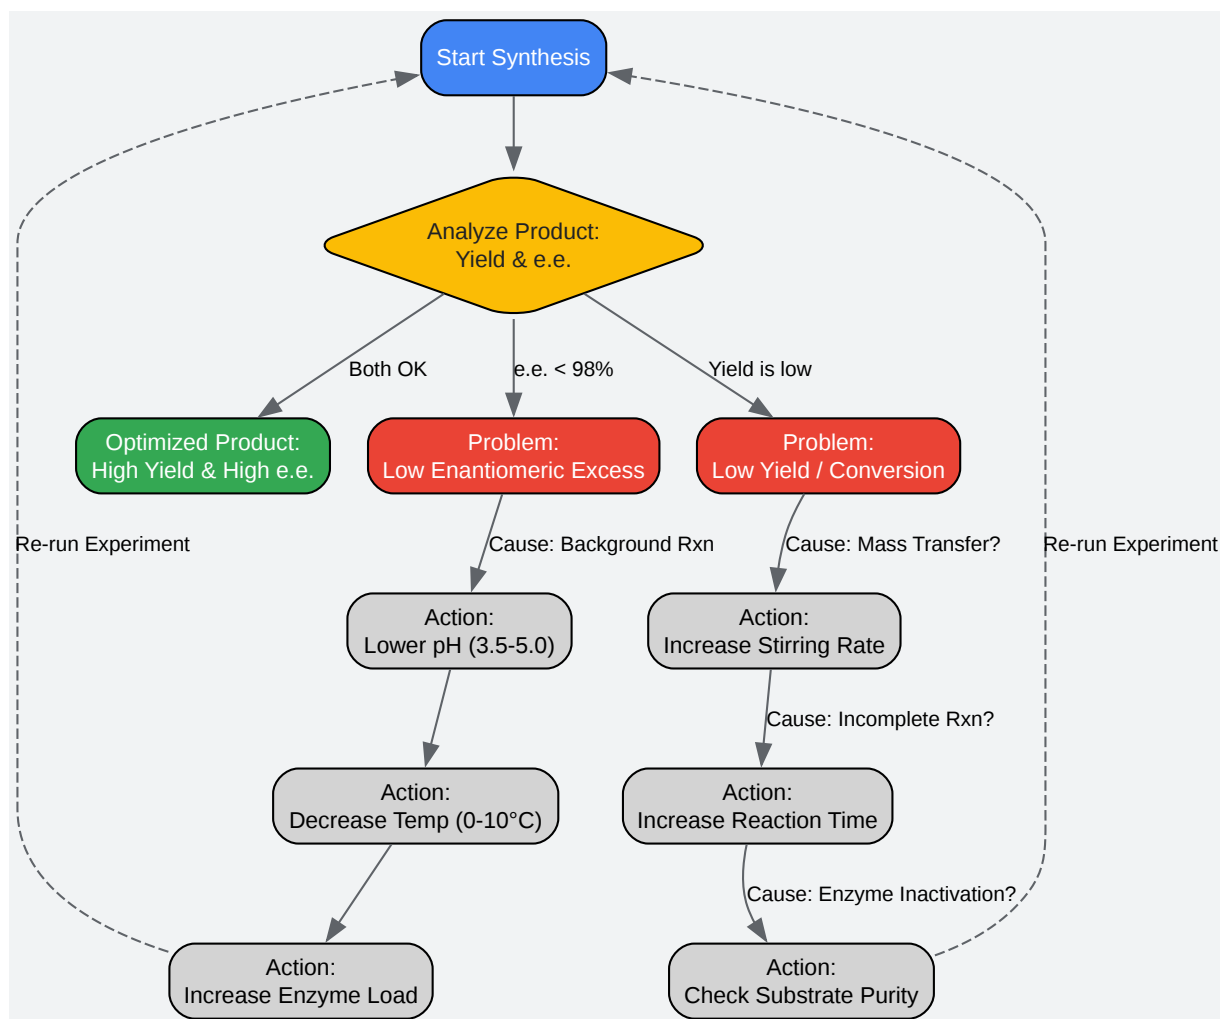 Start Synthesis
Analyze Product:
Yield & e.e.
Both OK
e.e. < 98%
Yield is low
Optimized Product:
High Yield & High e.e.
Problem:
Low Enantiomeric Excess
Problem:
Low Yield / Conversion
Re-run Experiment
Cause: Background Rxn
Cause: Mass Transfer?
Re-run Experiment
Action:
Lower pH (3.5-5.0)
Action:
Increase Stirring Rate
Cause: Incomplete Rxn?
Action:
Decrease Temp (0-10°C)
Action:
Increase Reaction Time
Cause: Enzyme Inactivation?
Action:
Increase Enzyme Load
Action:
Check Substrate Purity